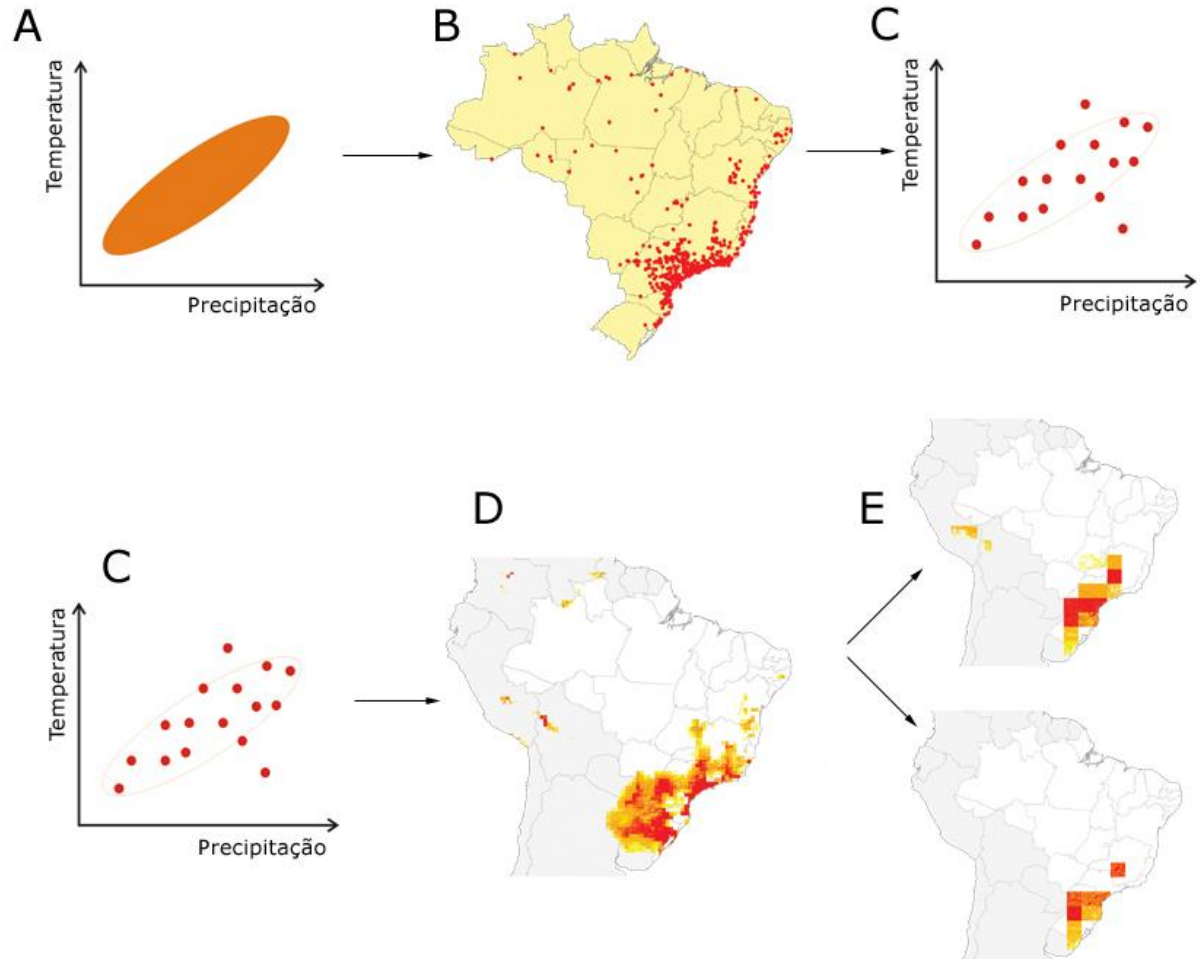 A
Temperatura
Precipitação
B
C
Temperatura
Precipitação
C
Temperatura
Precipitação
D
E